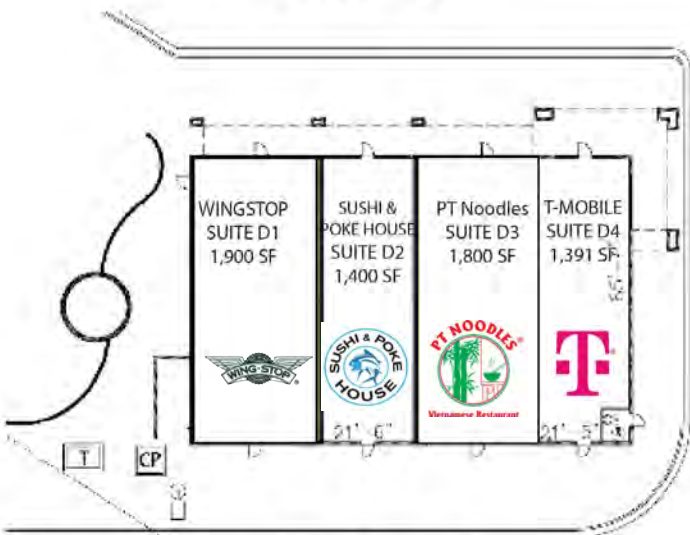 WINGSTOP
SUITE D1
1,900 SF
SUSHI &
POKE HOUSE
SUITE D2
1,400 SF
PT Noodles
SUITE D3
1,800 SF
T-MOBILE
SUITE D4
1,391 SF
WING·STOP
SUSHI & POKE
HOUSE
PT NOODLES®
Vietnamese Restaurant
T
21' 6"
T
CP